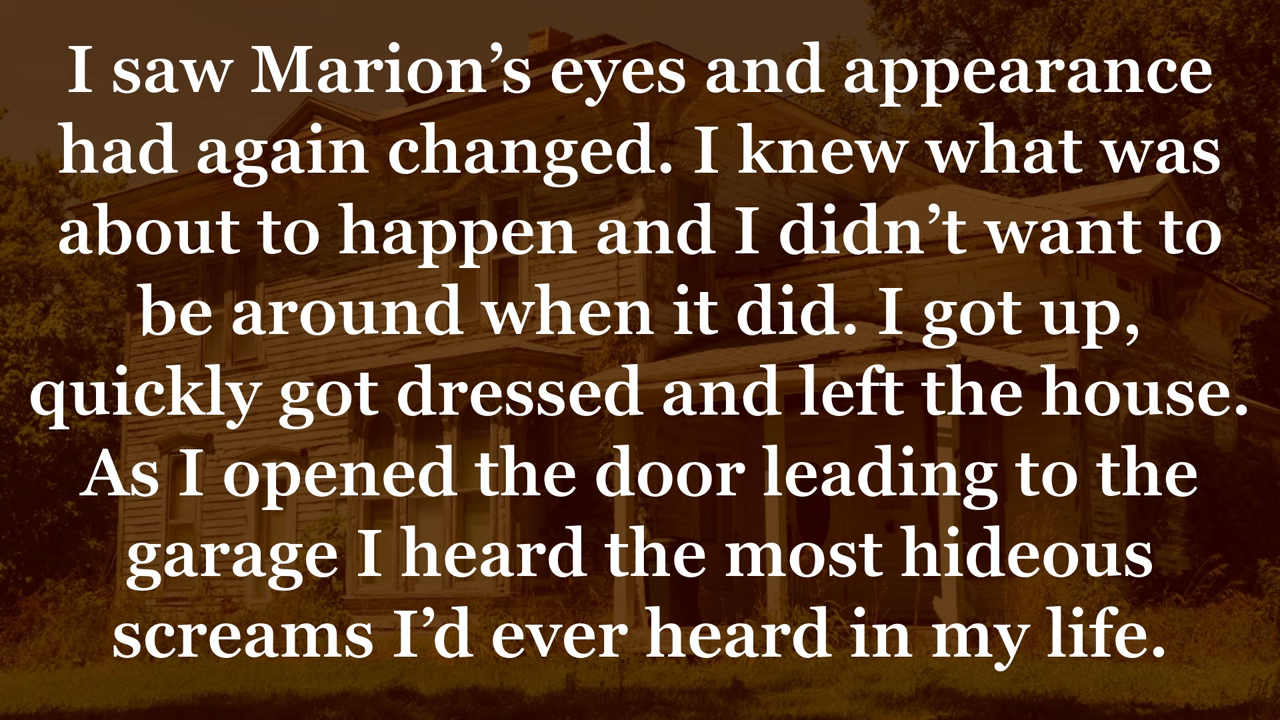 I saw Marion’s eyes and appearance
had again changed. I knew what was
about to happen and I didn’t want to
be around when it did. I got up,
quickly got dressed and left the house.
As I opened the door leading to the
garage I heard the most hideous
screams I’d ever heard in my life.